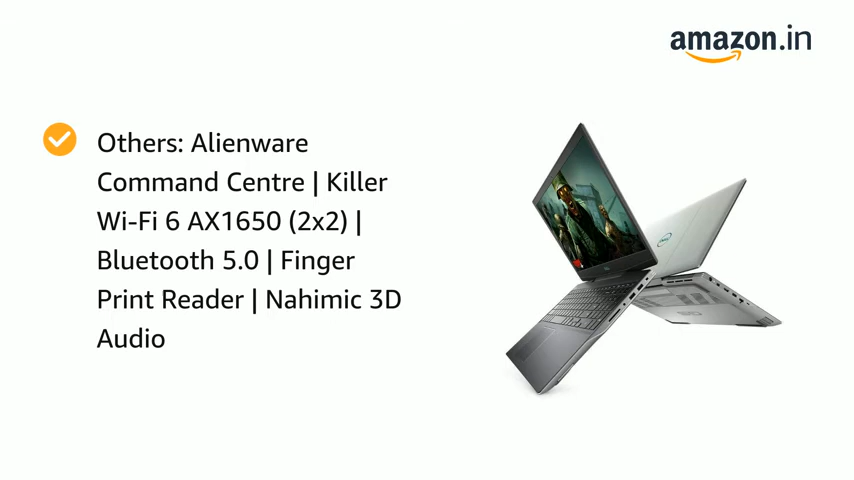 amazon.in
Others: Alienware
Command Centre | Killer
Wi-Fi 6 AX1650 (2x2) |
Bluetooth 5.0 | Finger
Print Reader | Nahimic 3D
Audio
DELL